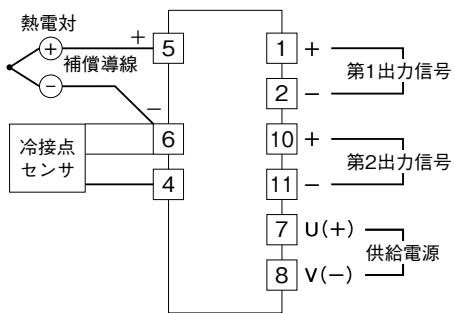 熱電対
+
補償導線
−
+
5
−
6
4
冷接点
センサ
1 +
2 −
第1出力信号
10 +
11 −
第2出力信号
7 U(+)
8 V(−)
供給電源